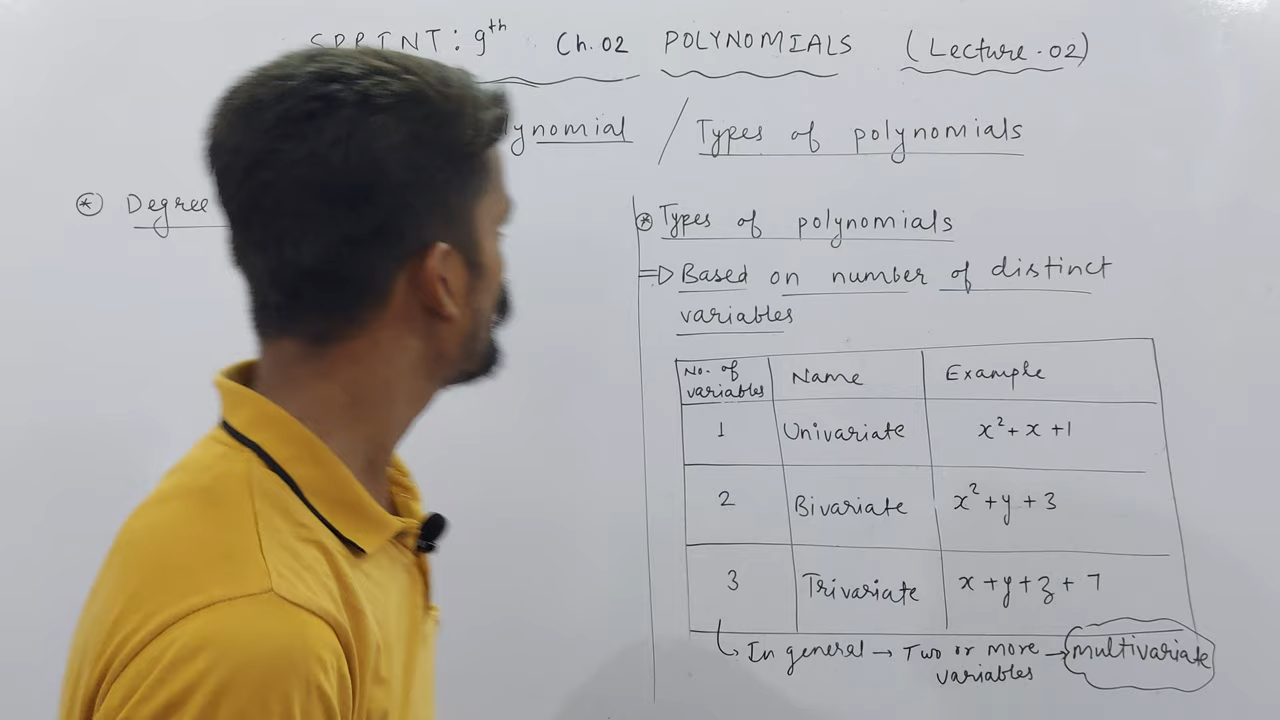 SPRINT: 9th Ch. 02 POLYNOMIALS (Lecture-02)
lynomial / Types of polynomials
Degree
Types of polynomials
⇒ Based on number of distinct
variables
No. of variables Name Example
1 Univariate x² + x + 1
2 Bivariate x² + y + 3
3 Trivariate x + y + z + 7
In general → Two or more → multivariate
variables